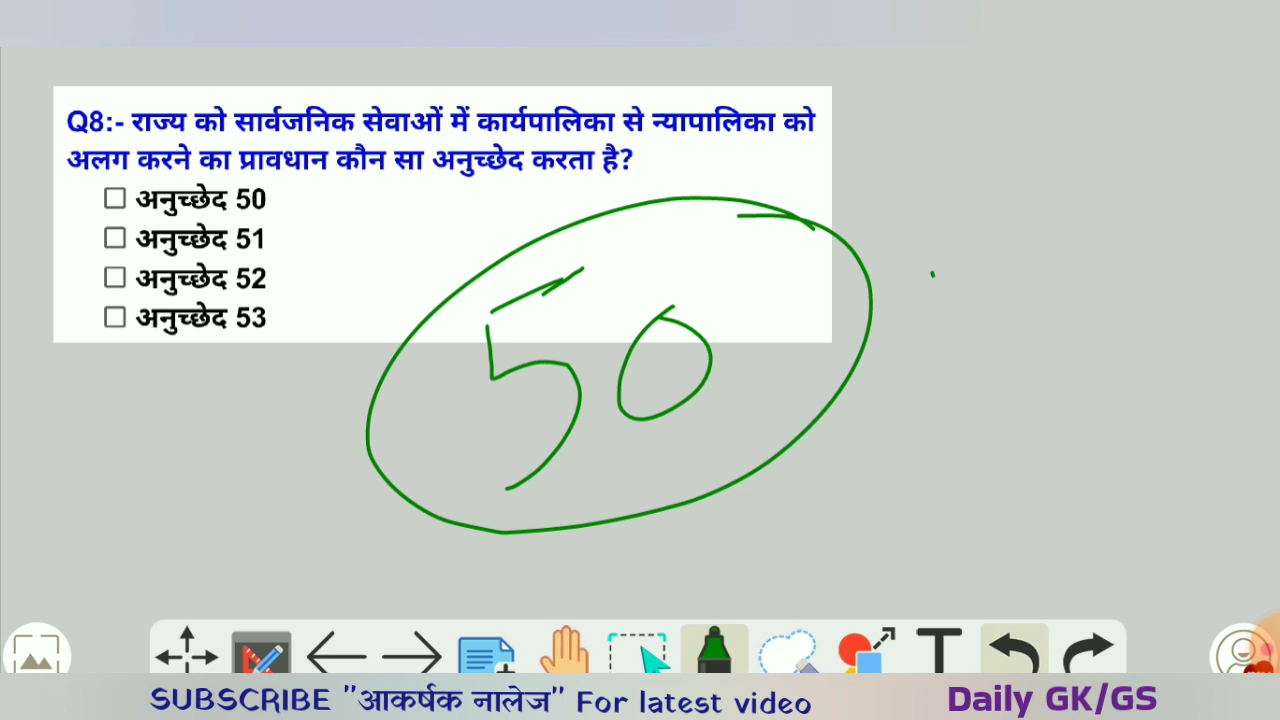 Q8:- राज्य को सार्वजनिक सेवाओं में कार्यपालिका से न्यापालिका को
अलग करने का प्रावधान कौन सा अनुच्छेद करता है?
अनुच्छेद 50
अनुच्छेद 51
अनुच्छेद 52
अनुच्छेद 53
50
T
SUBSCRIBE "आकर्षक नालेज" For latest video
Daily GK/GS